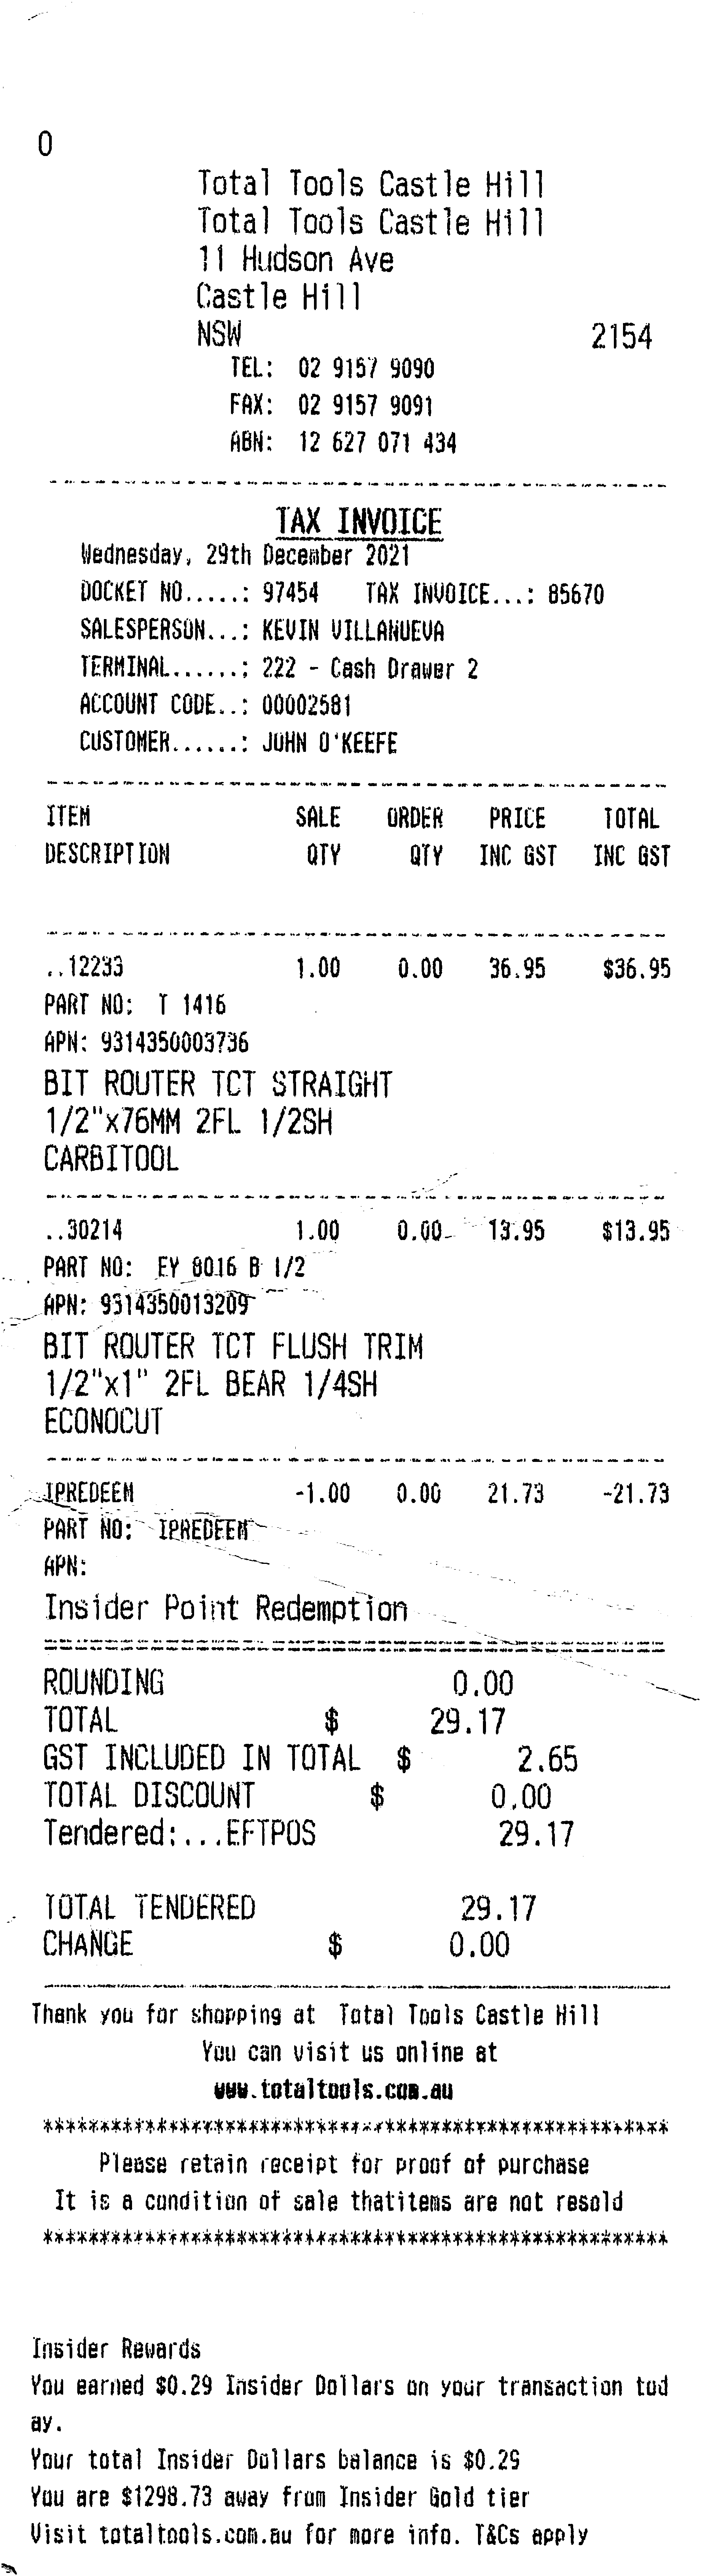 0
Total Tools Castle Hill
Total Tools Castle Hill
11 Hudson Ave
Castle Hill
NSW 2154
TEL: 02 9157 9090
FAX: 02 9157 9091
ABN: 12 627 071 434
TAX INVOICE
Wednesday, 29th December 2021
DOCKET NO.....: 97454 TAX INVOICE...: 85670
SALESPERSON...: KEVIN VILLANUEVA
TERMINAL......: 222 - Cash Drawer 2
ACCOUNT CODE..: 00002581
CUSTOMER......: JOHN O'KEEFE
ITEM SALE ORDER PRICE TOTAL
DESCRIPTION QTY QTY INC GST INC GST
..12233 1.00 0.00 36.95 $36.95
PART NO: T 1416
APN: 9314350003736
BIT ROUTER TCT STRAIGHT
1/2"x76MM 2FL 1/2SH
CARBITOOL
..30214 1.00 0.00 13.95 $13.95
PART NO: EY 8016 B 1/2
APN: 9314350013209
BIT ROUTER TCT FLUSH TRIM
1/2"x1" 2FL BEAR 1/4SH
ECONOCUT
IPREDEEM -1.00 0.00 21.73 -21.73
PART NO: IPREDEEM
APN:
Insider Point Redemption
ROUNDING 0.00
TOTAL $ 29.17
GST INCLUDED IN TOTAL $ 2.65
TOTAL DISCOUNT $ 0.00
Tendered:...EFTPOS 29.17
TOTAL TENDERED 29.17
CHANGE $ 0.00
Thank you for shopping at Total Tools Castle Hill
You can visit us online at
www.totaltools.com.au
*******************************************************
Please retain receipt for proof of purchase
It is a condition of sale thatitems are not resold
*******************************************************
Insider Rewards
You earned $0.29 Insider Dollars on your transaction tod
ay.
Your total Insider Dollars balance is $0.29
You are $1298.73 away from Insider Gold tier
Visit totaltools.com.au for more info. T&Cs apply